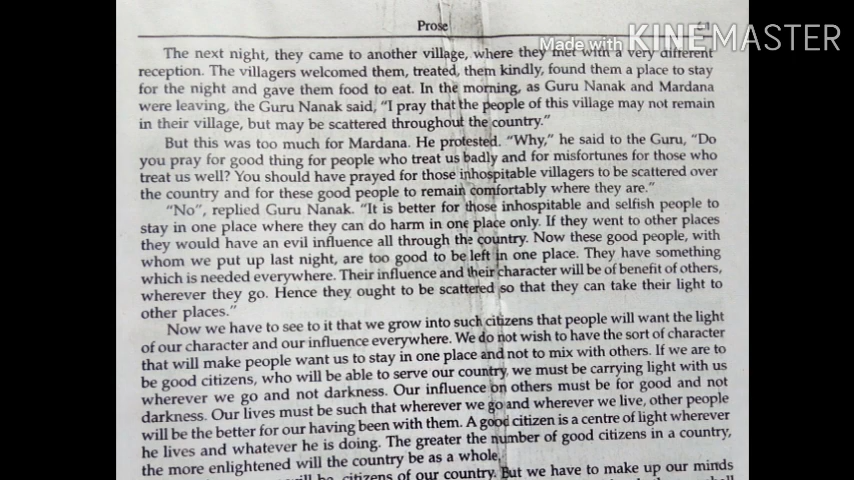 Prose
Made with KINEMASTER
The next night, they came to another village, where they met with a very different
reception. The villagers welcomed them, treated, them kindly, found them a place to stay
for the night and gave them food to eat. In the morning, as Guru Nanak and Mardana
were leaving, the Guru Nanak said, “I pray that the people of this village may not remain
in their village, but may be scattered throughout the country.”
But this was too much for Mardana. He protested. “Why,” he said to the Guru, “Do
you pray for good thing for people who treat us badly and for misfortunes for those who
treat us well? You should have prayed for those inhospitable villagers to be scattered over
the country and for these good people to remain comfortably where they are.”
“No”, replied Guru Nanak. “It is better for those inhospitable and selfish people to
stay in one place where they can do harm in one place only. If they went to other places
they would have an evil influence all through the country. Now these good people, with
whom we put up last night, are too good to be left in one place. They have something
which is needed everywhere. Their influence and their character will be of benefit of others,
wherever they go. Hence they ought to be scattered so that they can take their light to
other places.”
Now we have to see to it that we grow into such citizens that people will want the light
of our character and our influence everywhere. We do not wish to have the sort of character
that will make people want us to stay in one place and not to mix with others. If we are to
be good citizens, who will be able to serve our country, we must be carrying light with us
wherever we go and not darkness. Our influence on others must be for good and not
darkness. Our lives must be such that wherever we go and wherever we live, other people
will be the better for our having been with them. A good citizen is a centre of light wherever
he lives and whatever he is doing. The greater the number of good citizens in a country,
the more enlightened will the country be as a whole.
will be citizens of our country. But we have to make up our minds